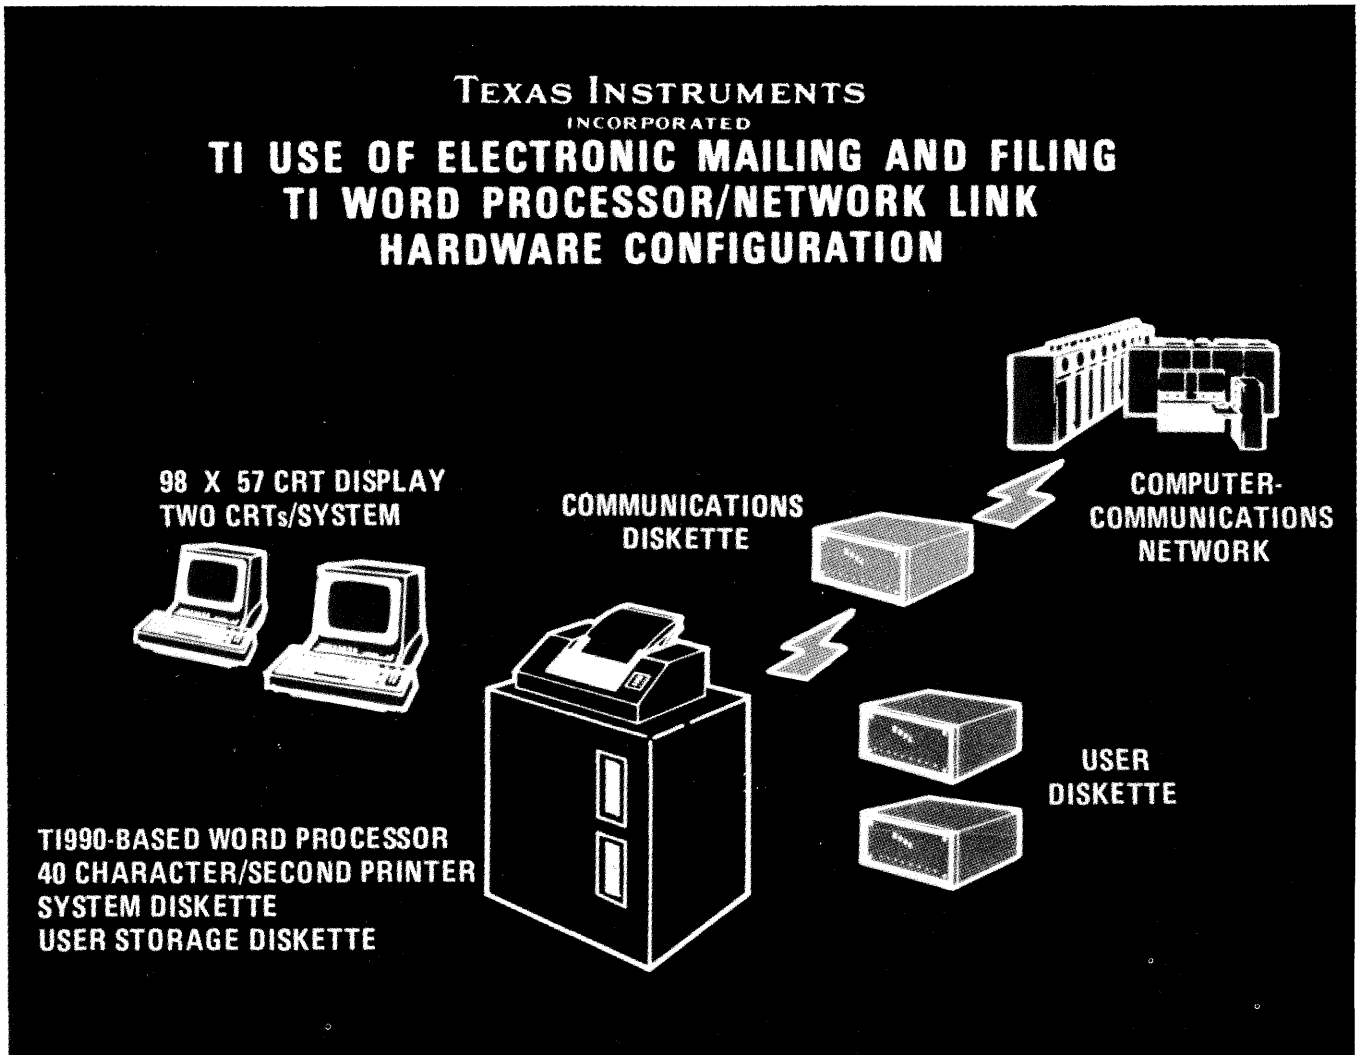 TEXAS INSTRUMENTS
INCORPORATED
TI USE OF ELECTRONIC MAILING AND FILING
TI WORD PROCESSOR/NETWORK LINK
HARDWARE CONFIGURATION
98 X 57 CRT DISPLAY
TWO CRTs/SYSTEM
COMMUNICATIONS
DISKETTE
COMPUTER-
COMMUNICATIONS
NETWORK
USER
DISKETTE
TI990-BASED WORD PROCESSOR
40 CHARACTER/SECOND PRINTER
SYSTEM DISKETTE
USER STORAGE DISKETTE